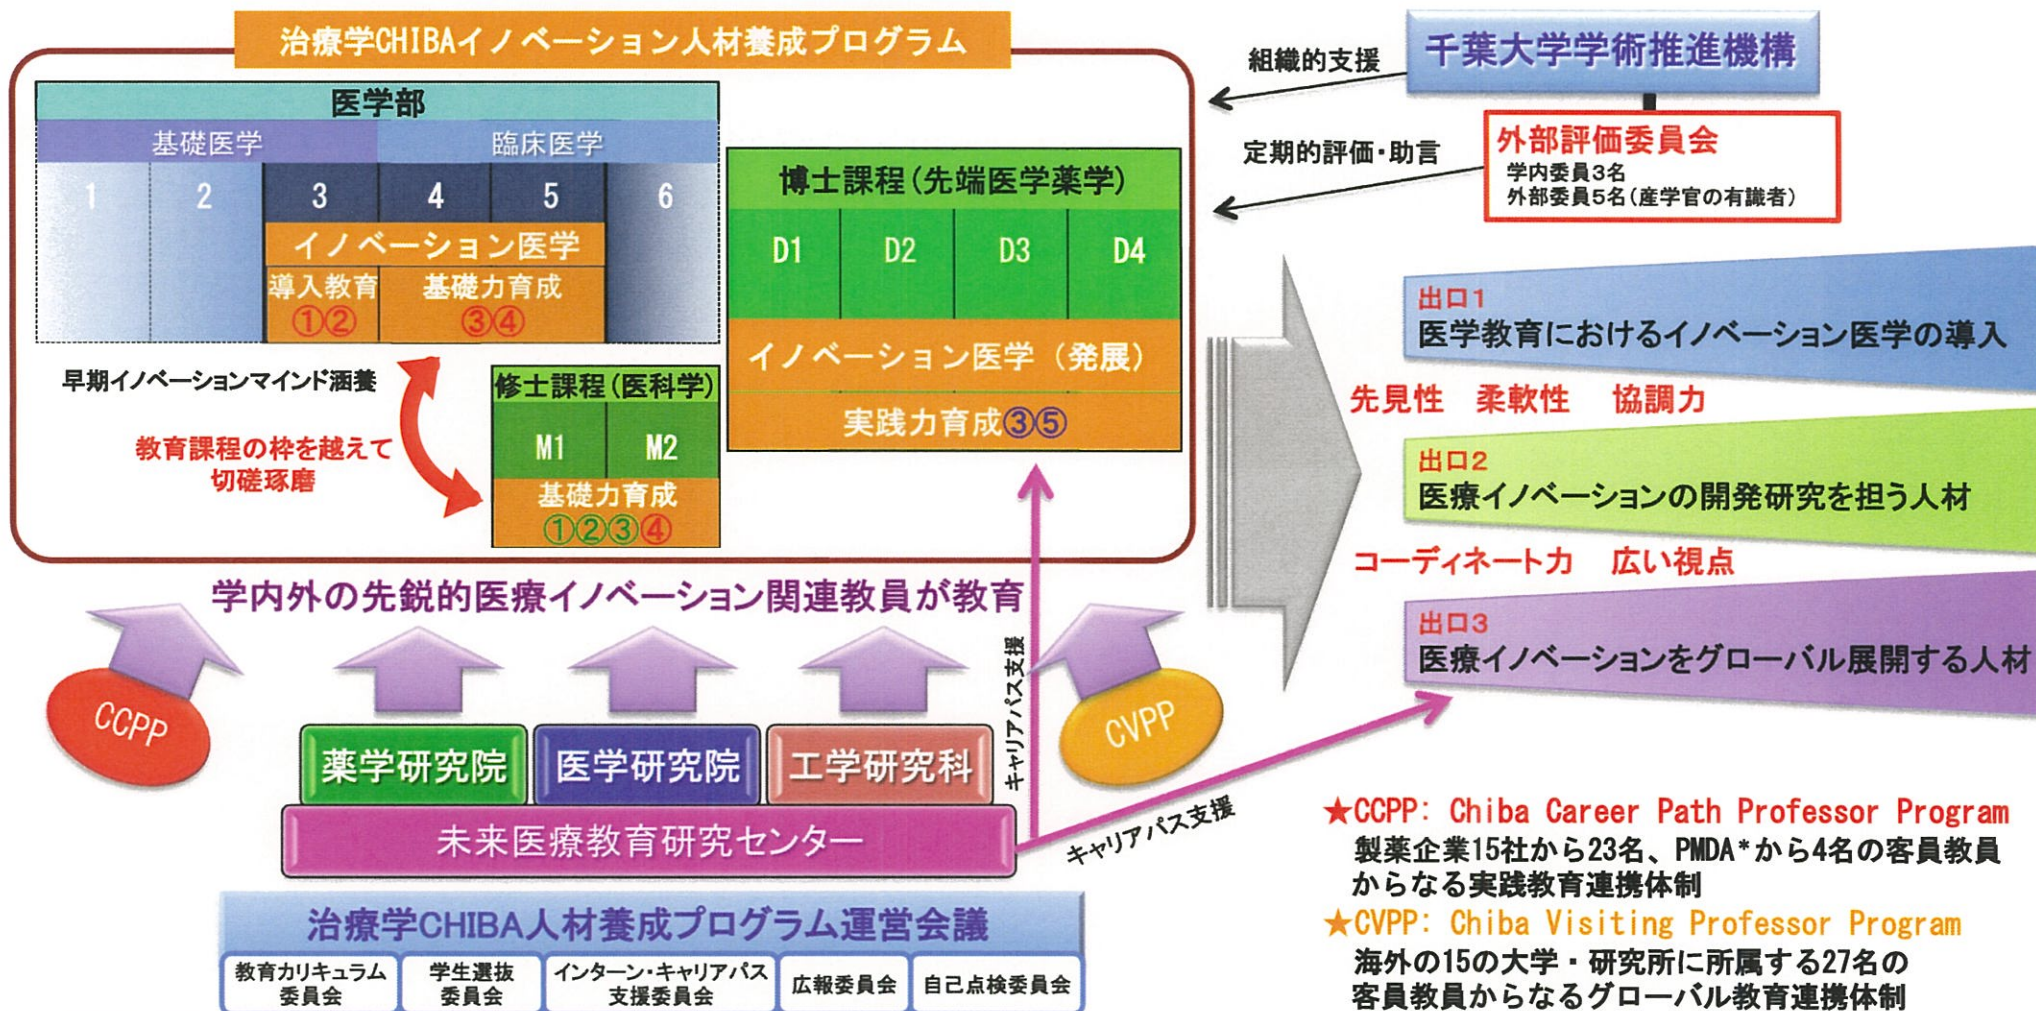 治療学CHIBAイノベーション人材養成プログラム
医学部
基礎医学
臨床医学
1 2 3 4 5 6
イノベーション医学
導入教育
①②
基礎力育成
③④
早期イノベーションマインド涵養
教育課程の枠を越えて
切磋琢磨
修士課程(医科学)
M1 M2
基礎力育成
①②③④
博士課程(先端医学薬学)
D1 D2 D3 D4
イノベーション医学(発展)
実践力育成③⑤
組織的支援
定期的評価・助言
千葉大学学術推進機構
外部評価委員会
学内委員3名
外部委員5名(産学官の有識者)
出口1
医学教育におけるイノベーション医学の導入
先見性 柔軟性 協調力
出口2
医療イノベーションの開発研究を担う人材
コーディネート力 広い視点
出口3
医療イノベーションをグローバル展開する人材
学内外の先鋭的医療イノベーション関連教員が教育
CCPP
CVPP
薬学研究院
医学研究院
工学研究科
未来医療教育研究センター
キャリアパス支援
キャリアパス支援
治療学CHIBA人材養成プログラム運営会議
教育カリキュラム
委員会
学生選抜
委員会
インターン・キャリアパス
支援委員会
広報委員会
自己点検委員会
★CCPP: Chiba Career Path Professor Program
製薬企業15社から23名、PMDA*から4名の客員教員
からなる実践教育連携体制
★CVPP: Chiba Visiting Professor Program
海外の15の大学・研究所に所属する27名の
客員教員からなるグローバル教育連携体制